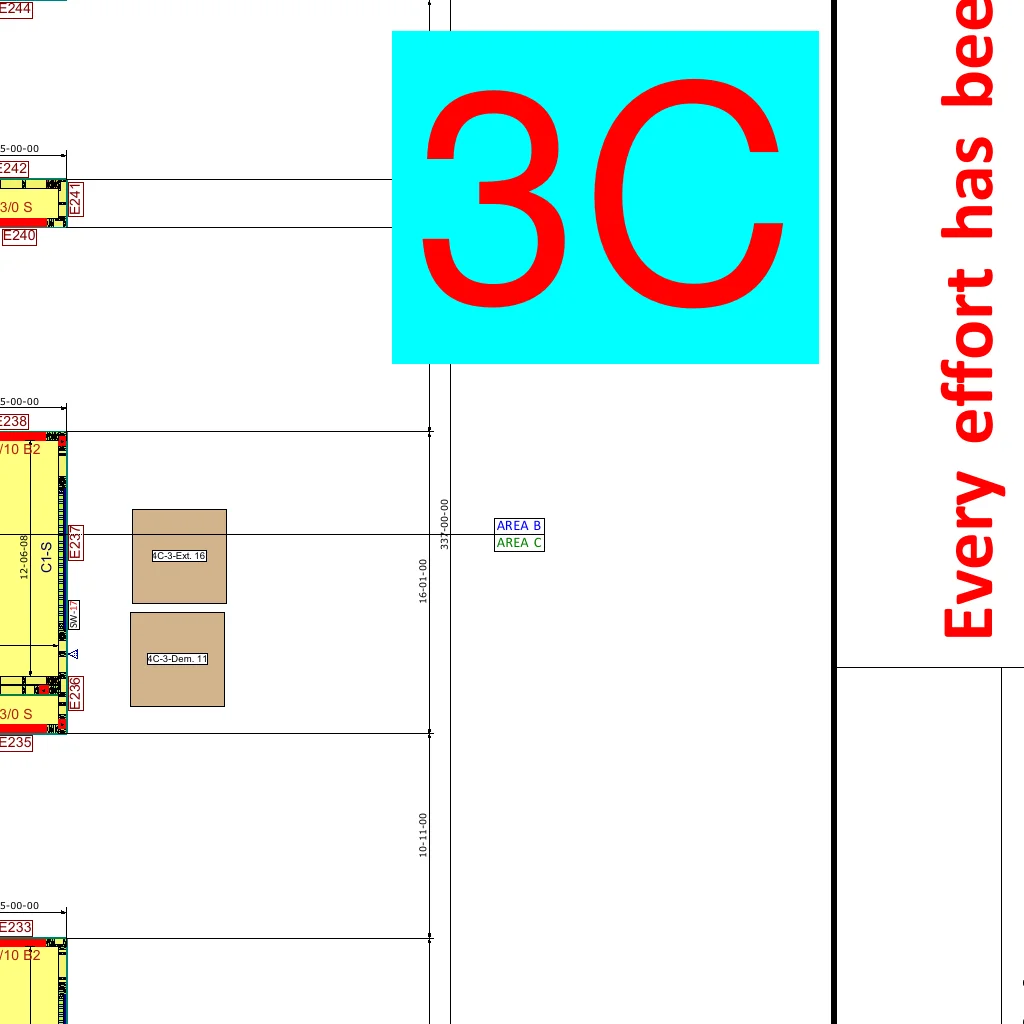 E244
3C
Every effort has bee
5-00-00
E242
E241
3/0 S
E240
5-00-00
E238
/10 B2
337-00-00
AREA B
AREA C
E237
12-06-08
C1-S
4C-3-Ext. 16
16-01-00
SW-17
4C-3-Dem. 11
E236
3/0 S
E235
10-11-00
5-00-00
E233
/10 B2